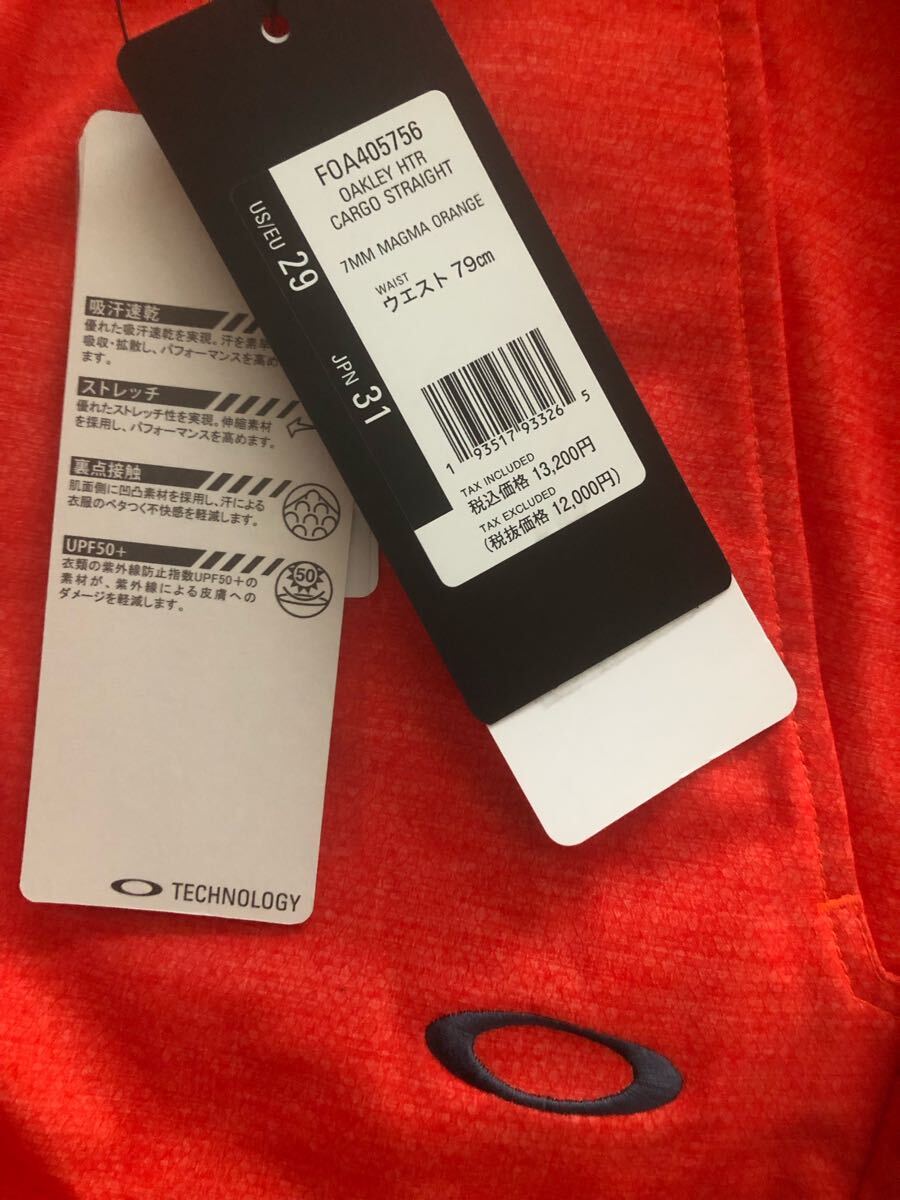 FOA405756
OAKLEY HTR
CARGO STRAIGHT
7MM MAGMA ORANGE
US/EU 29
JPN 31
WAIST
ウエスト 79cm
1 93517 93326 5
TAX INCLUDED
税込価格 13,200円
TAX EXCLUDED
(税抜価格 12,000円)
吸汗速乾
優れた吸汗速乾を実現。汗を素早
吸収・拡散し、パフォーマンスを高め
ます。
ストレッチ
優れたストレッチ性を実現。伸縮素材
を採用し、パフォーマンスを高めます。
裏点接触
肌面側に凹凸素材を採用し、汗による
衣服のベタつく不快感を軽減します。
UPF50+
衣類の紫外線防止指数UPF50+の
素材が、紫外線による皮膚への
ダメージを軽減します。
50
TECHNOLOGY